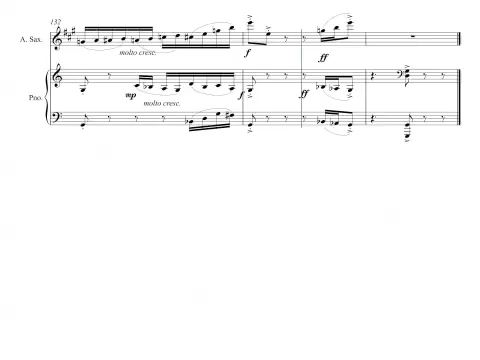 132
A. Sax.
molto cresc.
f
ff
Pno.
mp
molto cresc.
f
ff